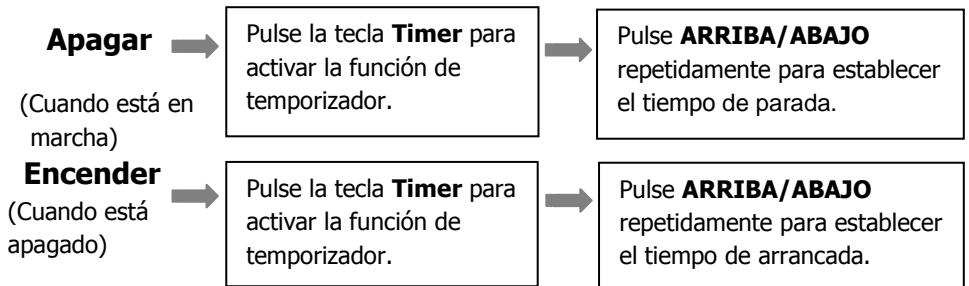 Apagar
(Cuando está en
marcha)
Pulse la tecla Timer para
activar la función de
temporizador.
Pulse ARRIBA/ABAJO
repetidamente para establecer
el tiempo de parada.
Encender
(Cuando está
apagado)
Pulse la tecla Timer para
activar la función de
temporizador.
Pulse ARRIBA/ABAJO
repetidamente para establecer
el tiempo de arrancada.